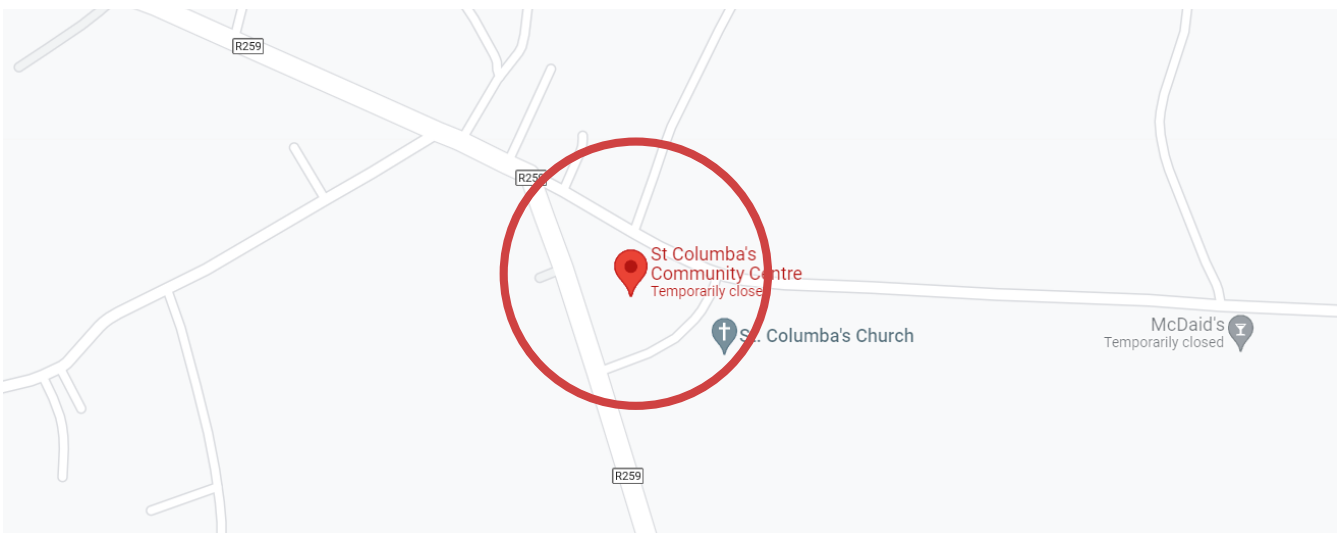 R259
R259
St Columba's
Community Centre
Temporarily closed
St. Columba's Church
McDaid's
Temporarily closed
R259